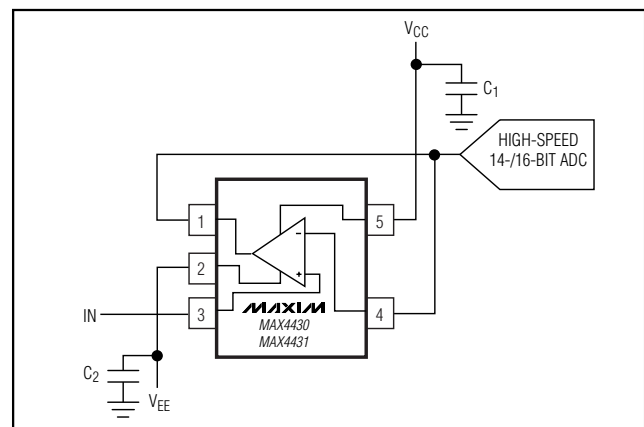 VCC
C1
HIGH-SPEED
14-/16-BIT ADC
1
5
-
2
+
IN
3
MAXIM
4
MAX4430
MAX4431
C2
VEE